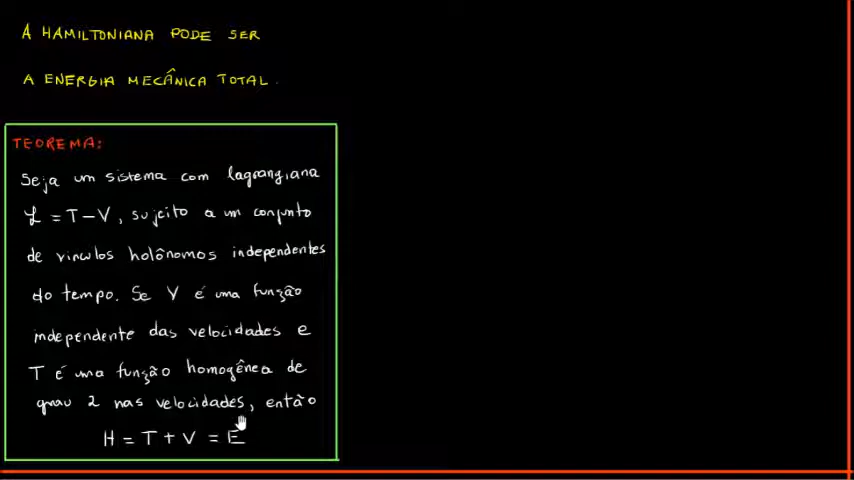 A HAMILTONIANA PODE SER
A ENERGIA MECÂNICA TOTAL.
TEOREMA:
Seja um sistema com lagrangiana
L = T - V, sujeito a um conjunto
de vínculos holônomos independentes
do tempo. Se V é uma função
independente das velocidades e
T é uma função homogênea de
grau 2 nas velocidades, então
H = T + V = E